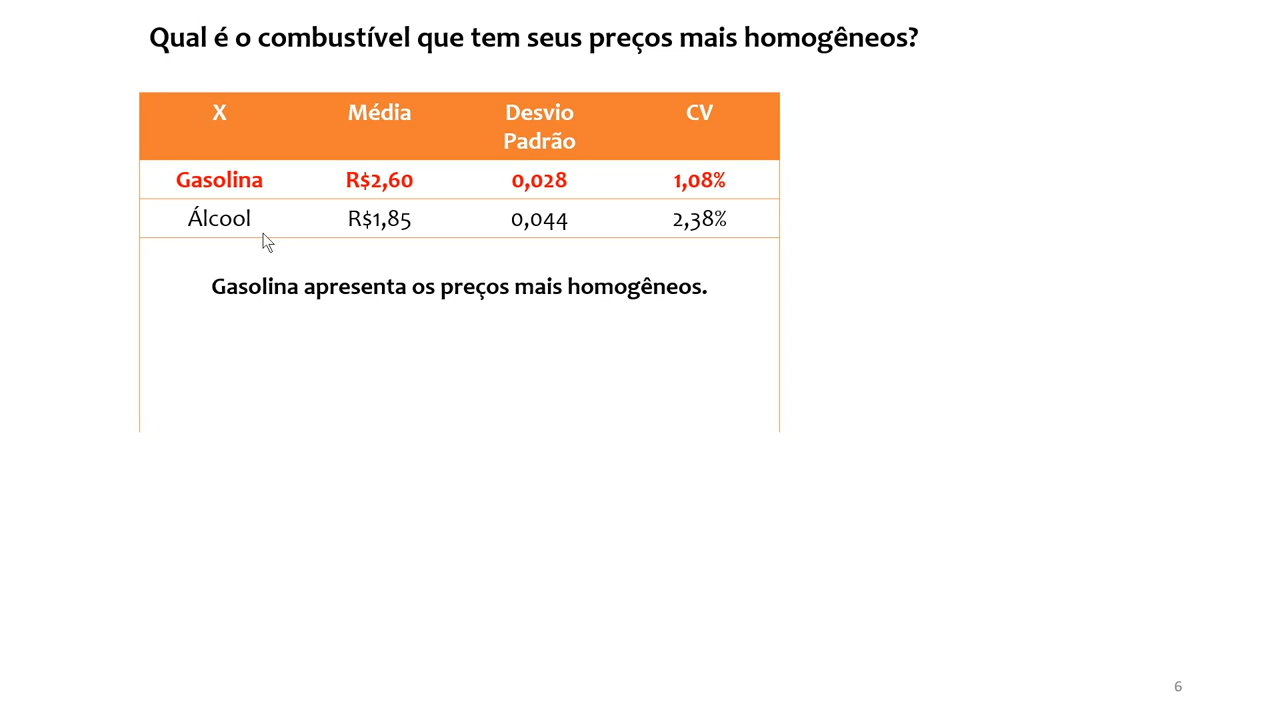 Qual é o combustível que tem seus preços mais homogêneos?
X Média Desvio Padrão CV
Gasolina R$2,60 0,028 1,08%
Álcool R$1,85 0,044 2,38%
Gasolina apresenta os preços mais homogêneos.
6